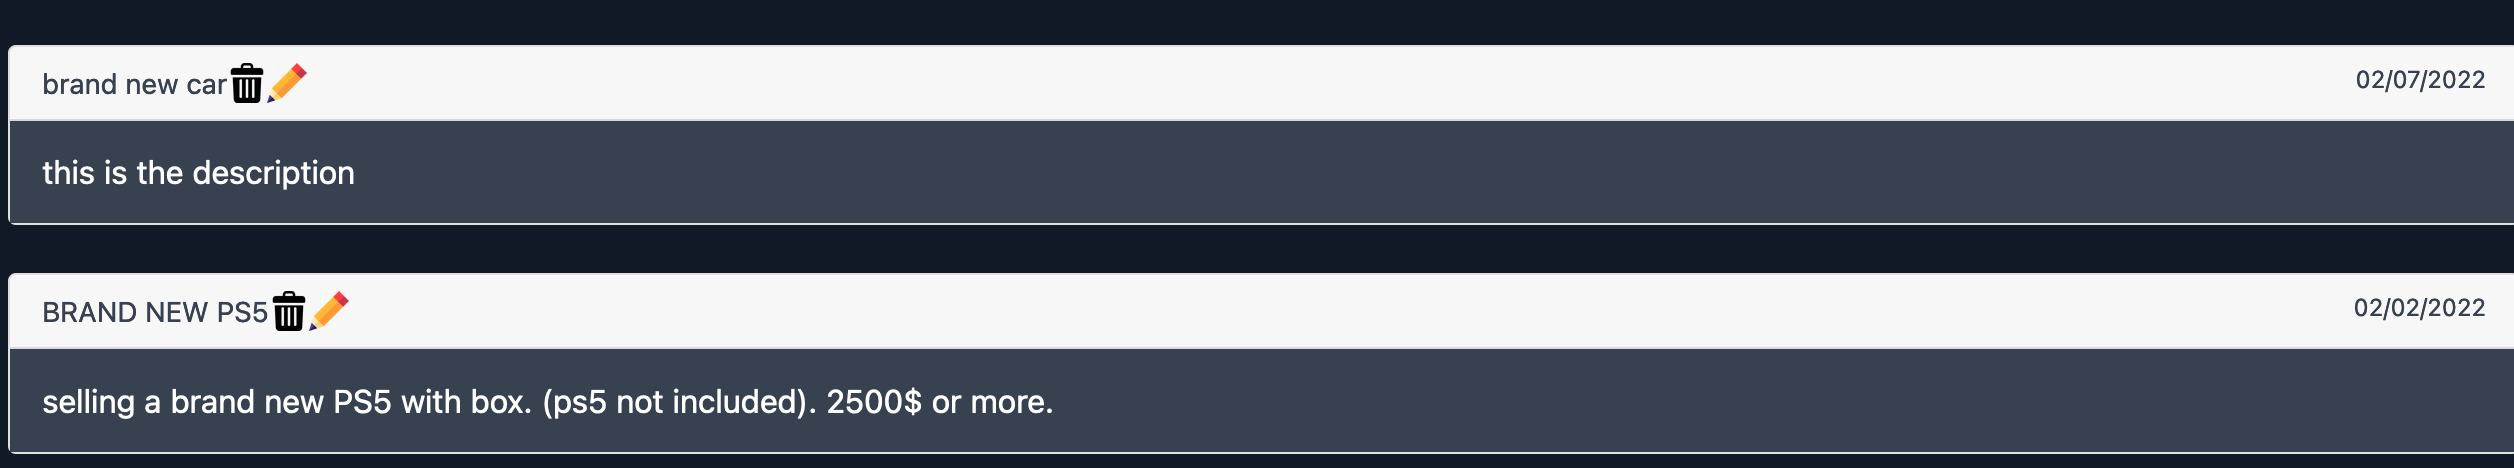 brand new car
02/07/2022
this is the description
BRAND NEW PS5
02/02/2022
selling a brand new PS5 with box. (ps5 not included). 2500$ or more.